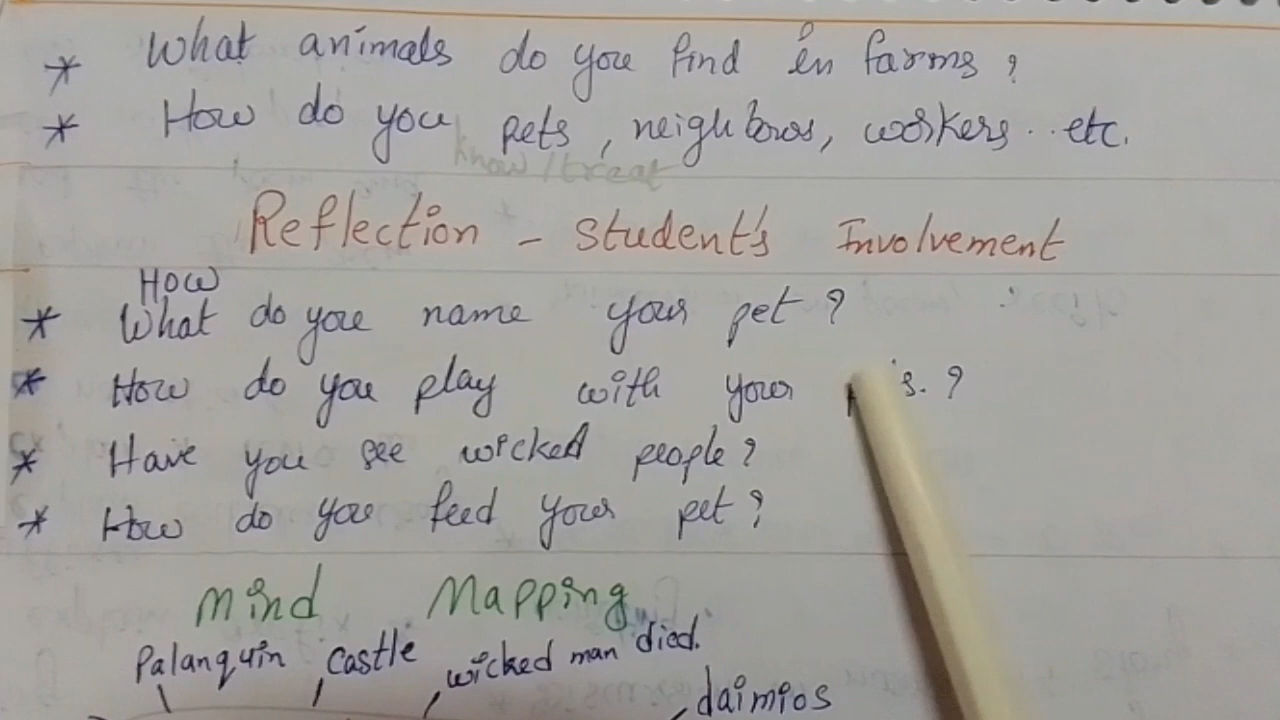 * What animals do you find in farms ?
* How do you pets , neighbours, workers.. etc.
know/treat
Reflection - Student's Involvement
How
* What do you name your pet ?
* How do you play with your ?
* Have you see wicked people?
* How do you feed your pet ?
Mind Mapping
Palanquin castle wicked man died.
daimios